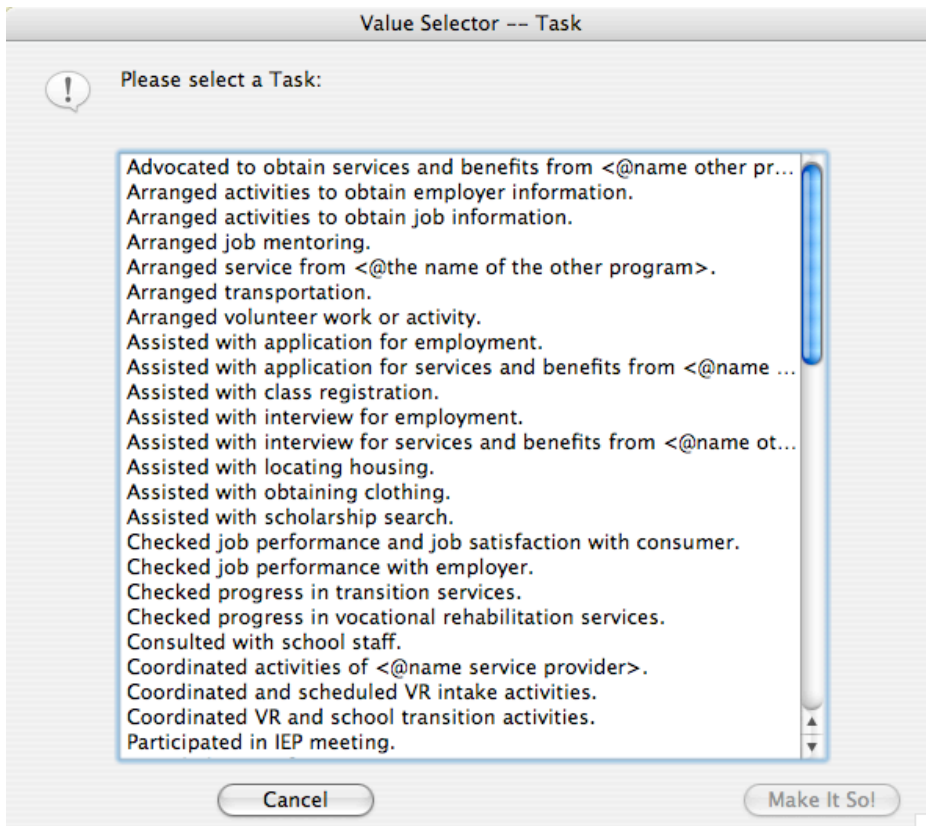 Value Selector -- Task
Please select a Task:
Advocated to obtain services and benefits from <@name other pr...
Arranged activities to obtain employer information.
Arranged activities to obtain job information.
Arranged job mentoring.
Arranged service from <@the name of the other program>.
Arranged transportation.
Arranged volunteer work or activity.
Assisted with application for employment.
Assisted with application for services and benefits from <@name ...
Assisted with class registration.
Assisted with interview for employment.
Assisted with interview for services and benefits from <@name ot...
Assisted with locating housing.
Assisted with obtaining clothing.
Assisted with scholarship search.
Checked job performance and job satisfaction with consumer.
Checked job performance with employer.
Checked progress in transition services.
Checked progress in vocational rehabilitation services.
Consulted with school staff.
Coordinated activities of <@name service provider>.
Coordinated and scheduled VR intake activities.
Coordinated VR and school transition activities.
Participated in IEP meeting.
Cancel
Make It So!